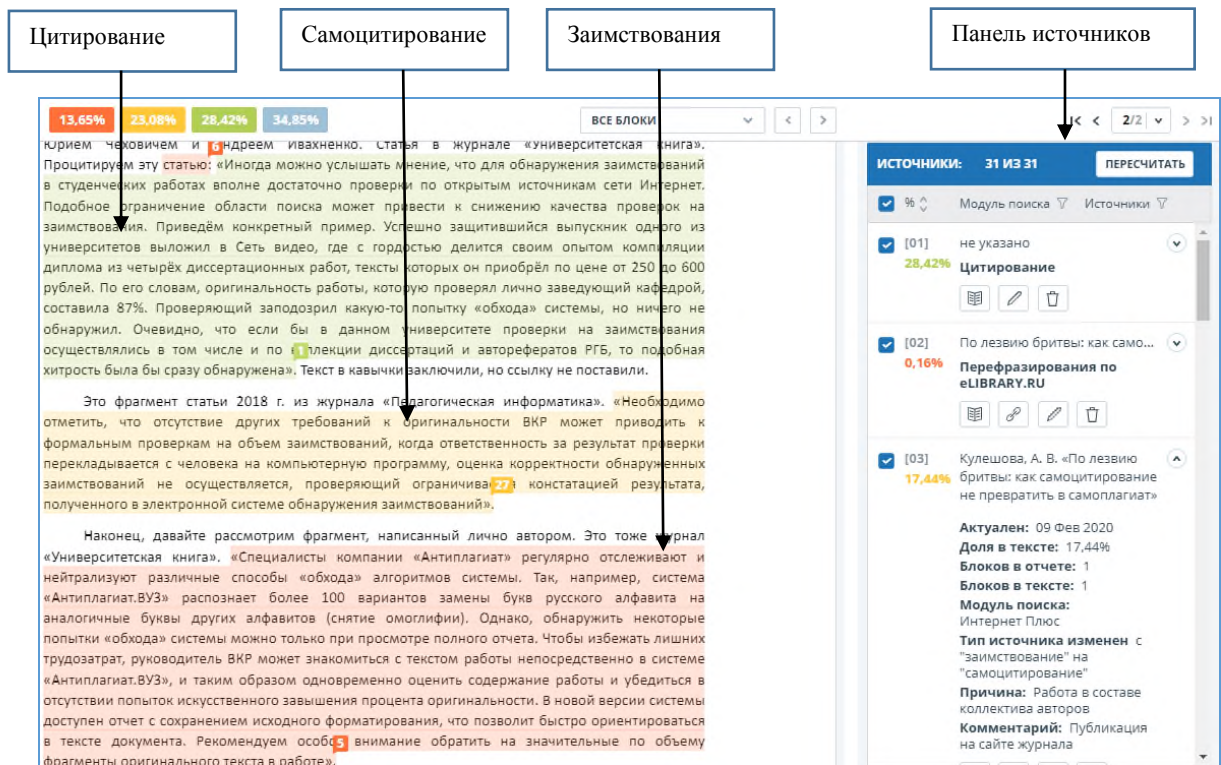 Цитирование
Самоцитирование
Заимствования
Панель источников
13,65% 23,08% 28,42% 34,85%
ВСЕ БЛОКИ
2/2
Юрием Чеховичем и Андреем Ивахненко. Статья в журнале «Университетская книга».
6
Процитируем эту статью: «Иногда можно услышать мнение, что для обнаружения заимствований
в студенческих работах вполне достаточно проверки по открытым источникам сети Интернет.
Подобное ограничение области поиска может привести к снижению качества проверок на
заимствования. Приведём конкретный пример. Успешно защитившийся выпускник одного из
университетов выложил в Сеть видео, где с гордостью делится своим опытом компиляции
диплома из четырёх диссертационных работ, тексты которых он приобрёл по цене от 250 до 600
рублей. По его словам, оригинальность работы, которую проверял лично заведующий кафедрой,
составила 87%. Проверяющий заподозрил какую-то попытку «обхода» системы, но ничего не
обнаружил. Очевидно, что если бы в данном университете проверки на заимствования
осуществлялись в том числе и по коллекции диссертаций и авторефератов РГБ, то подобная
1
хитрость была бы сразу обнаружена». Текст в кавычки заключили, но ссылку не поставили.
Это фрагмент статьи 2018 г. из журнала «Педагогическая информатика». «Необходимо
отметить, что отсутствие других требований к оригинальности ВКР может приводить к
формальным проверкам на объем заимствований, когда ответственность за результат проверки
перекладывается с человека на компьютерную программу, оценка корректности обнаруженных
заимствований не осуществляется, проверяющий ограничивается констатацией результата,
27
полученного в электронной системе обнаружения заимствований».
Наконец, давайте рассмотрим фрагмент, написанный лично автором. Это тоже журнал
«Университетская книга». «Специалисты компании «Антиплагиат» регулярно отслеживают и
нейтрализуют различные способы «обхода» алгоритмов системы. Так, например, система
«Антиплагиат.ВУЗ» распознает более 100 вариантов замены букв русского алфавита на
аналогичные буквы других алфавитов (снятие омоглифии). Однако, обнаружить некоторые
попытки «обхода» системы можно только при просмотре полного отчета. Чтобы избежать лишних
трудозатрат, руководитель ВКР может знакомиться с текстом работы непосредственно в системе
«Антиплагиат.ВУЗ», и таким образом одновременно оценить содержание работы и убедиться в
отсутствии попыток искусственного завышения процента оригинальности. В новой версии системы
доступен отчет с сохранением исходного форматирования, что позволит быстро ориентироваться
в тексте документа. Рекомендуем особое внимание обратить на значительные по объему
5
фрагменты оригинального текста в работе».
ИСТОЧНИКИ: 31 ИЗ 31 ПЕРЕСЧИТАТЬ
% Модуль поиска Источники
[01] не указано
28,42% Цитирование
[02] По лезвию бритвы: как само...
0,16% Перефразирования по
eLIBRARY.RU
[03] Кулешова, А. В. «По лезвию
17,44% бритвы: как самоцитирование
не превратить в самоплагиат»
Актуален: 09 Фев 2020
Доля в тексте: 17,44%
Блоков в отчете: 1
Блоков в тексте: 1
Модуль поиска:
Интернет Плюс
Тип источника изменен с
"заимствование" на
"самоцитирование"
Причина: Работа в составе
коллектива авторов
Комментарий: Публикация
на сайте журнала